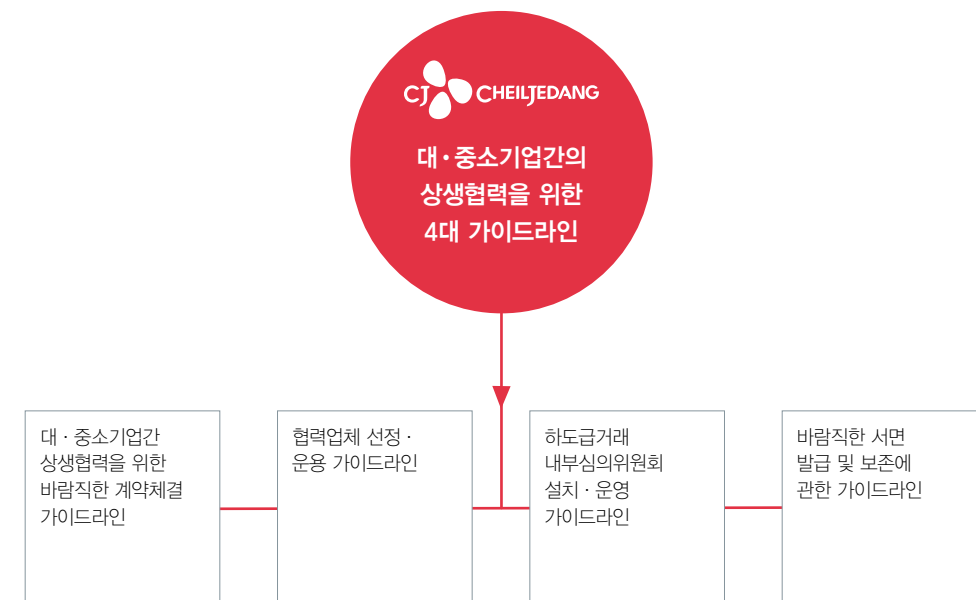 CJ CHEILJEDANG
대·중소기업간의
상생협력을 위한
4대 가이드라인
대·중소기업간
상생협력을 위한
바람직한 계약체결
가이드라인
협력업체 선정·
운용 가이드라인
하도급거래
내부심의위원회
설치·운영
가이드라인
바람직한 서면
발급 및 보존에
관한 가이드라인